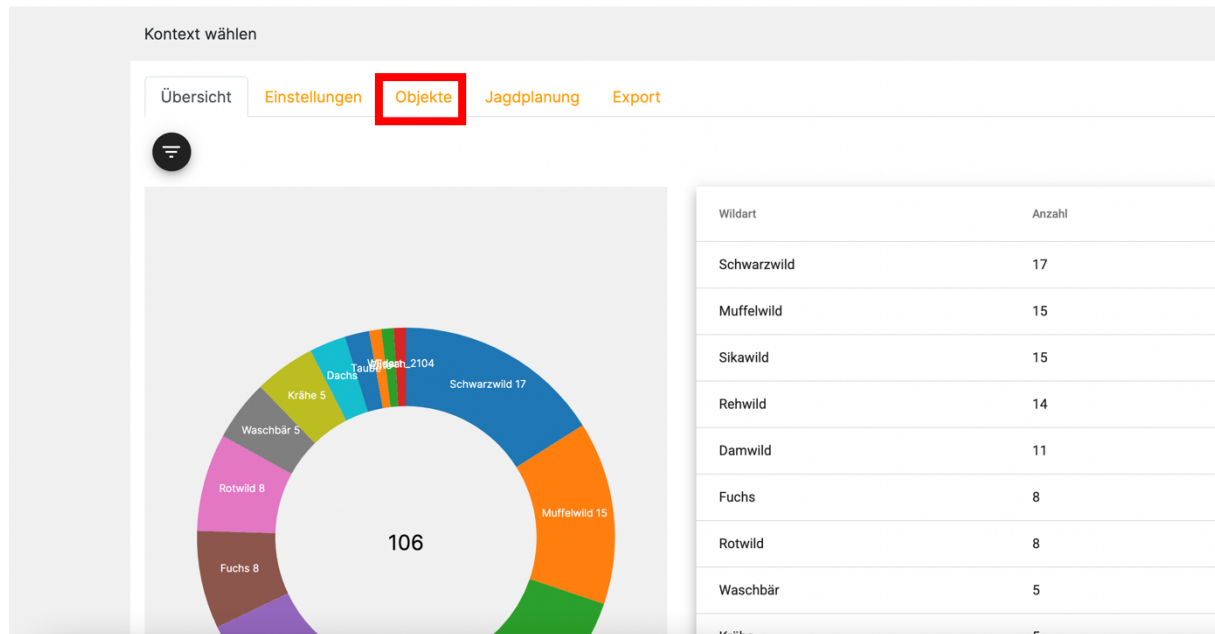 Kontext wählen
Übersicht Einstellungen Objekte Jagdplanung Export
Wildart Anzahl
Schwarzwild 17
Muffelwild 15
Sikawild 15
Rehwild 14
Damwild 11
Fuchs 8
Rotwild 8
Waschbär 5
Krähe 5
Schwarzwild 17
Muffelwild 15
Fuchs 8
Rotwild 8
Waschbär 5
Krähe 5
Dachs
106